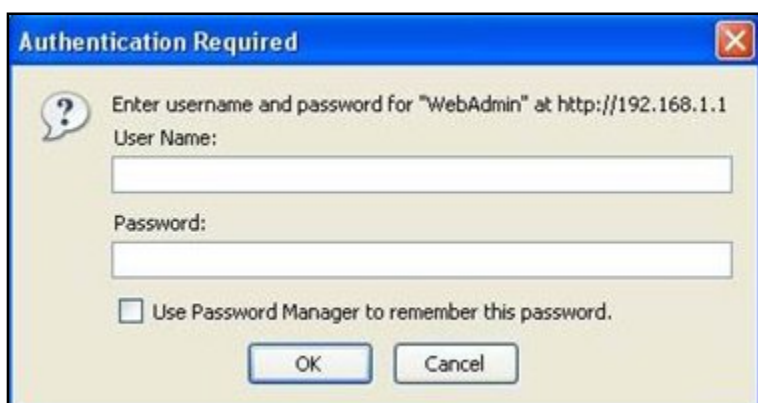 Authentication Required
Enter username and password for "WebAdmin" at http://192.168.1.1
User Name:
Password:
Use Password Manager to remember this password.
OK
Cancel